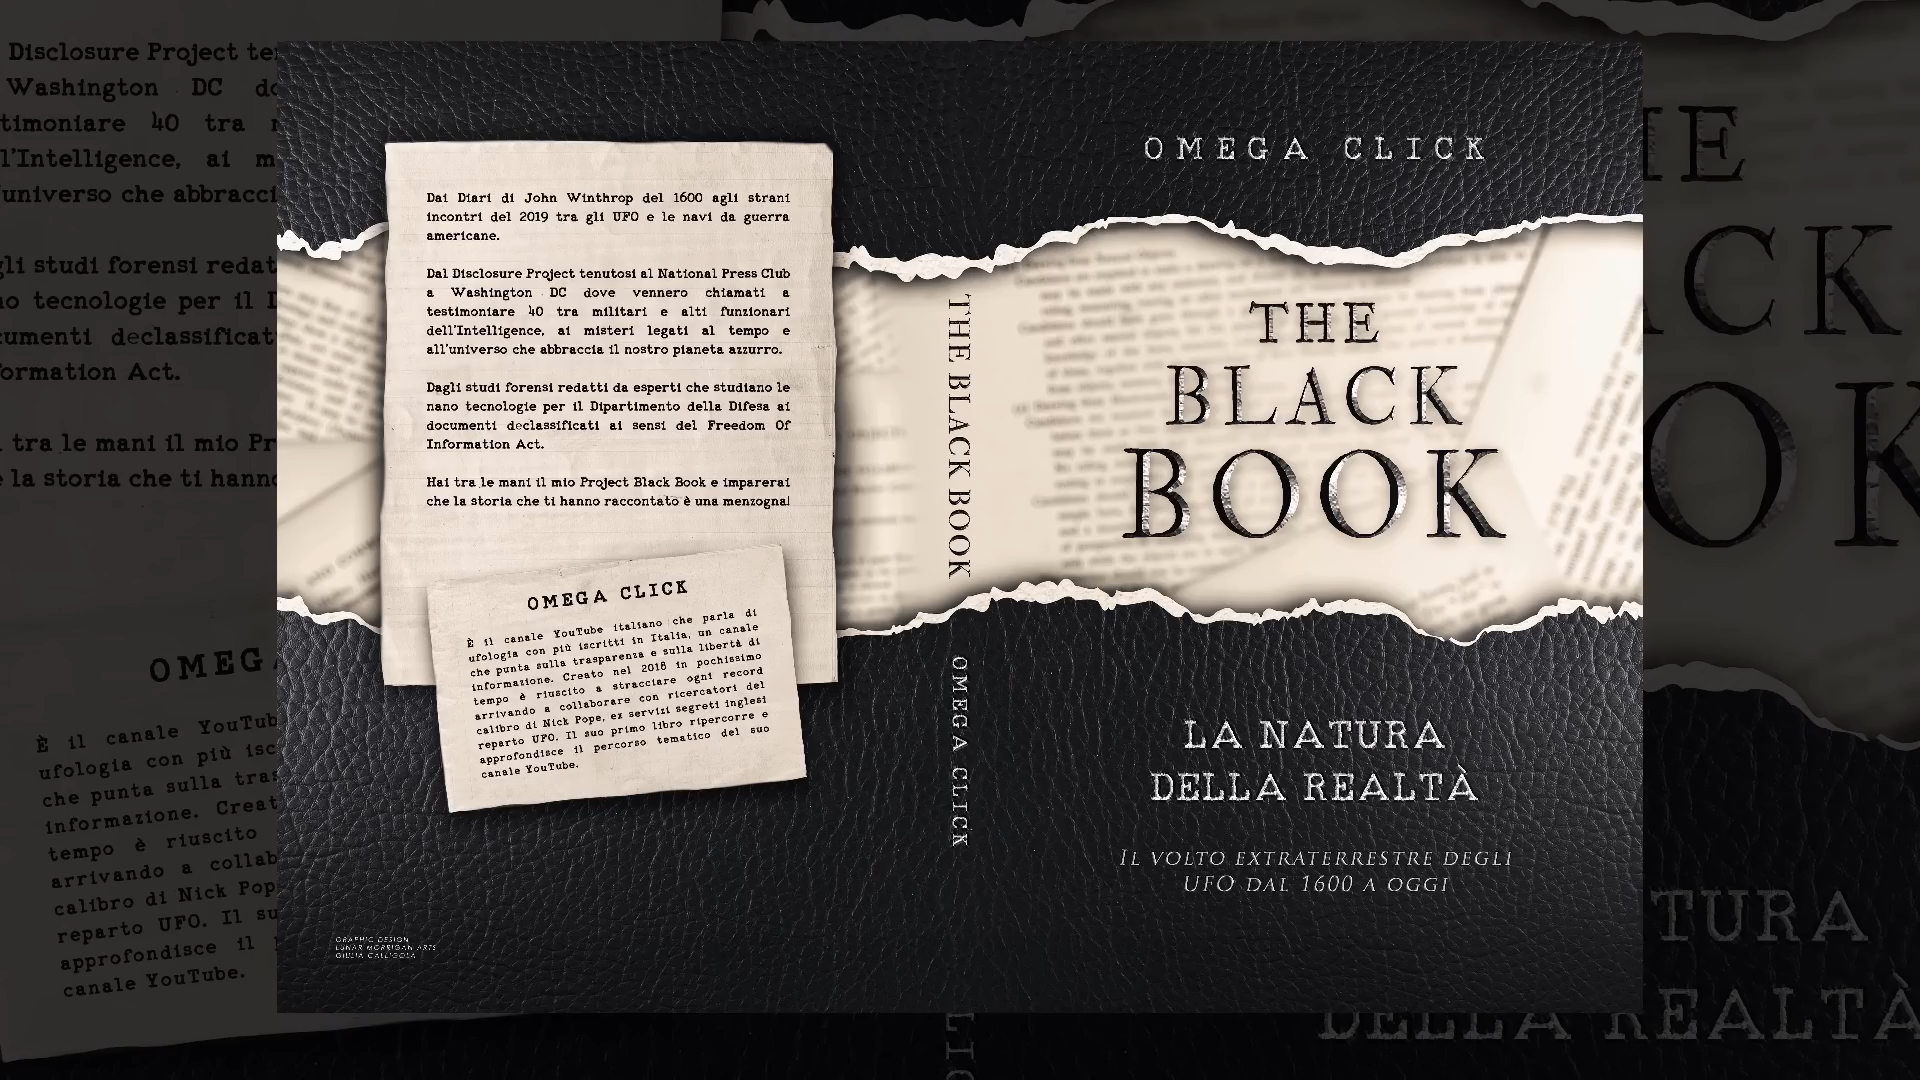 Dai Diari di John Winthrop del 1600 agli strani
incontri del 2019 tra gli UFO e le navi da guerra
americane.
Dal Disclosure Project tenutosi al National Press Club
a Washington DC dove vennero chiamati a
testimoniare 40 tra militari e alti funzionari
dell'Intelligence, ai misteri legati al tempo e
all'universo che abbraccia il nostro pianeta azzurro.
Dagli studi forensi redatti da esperti che studiano le
nano tecnologie per il Dipartimento della Difesa ai
documenti declassificati ai sensi del Freedom Of
Information Act.
Hai tra le mani il mio Project Black Book e imparerai
che la storia che ti hanno raccontato è una menzogna!
OMEGA CLICK
È il canale YouTube italiano che parla di
ufologia con più iscritti in Italia, un canale
che punta sulla trasparenza e sulla libertà di
informazione. Creato nel 2018 in pochissimo
tempo è riuscito a stracciare ogni record
arrivando a collaborare con ricercatori del
calibro di Nick Pope, ex servizi segreti inglesi
reparto UFO. Il suo primo libro ripercorre e
approfondisce il percorso tematico del suo
canale YouTube.
GRAPHIC DESIGN
LUNAR MORRIGAN ARTS
GIULIA CALLIGOLA
THE BLACK BOOK
OMEGA CLICK
OMEGA CLICK
THE
BLACK
BOOK
LA NATURA
DELLA REALTÀ
IL VOLTO EXTRATERRESTRE DEGLI
UFO DAL 1600 A OGGI